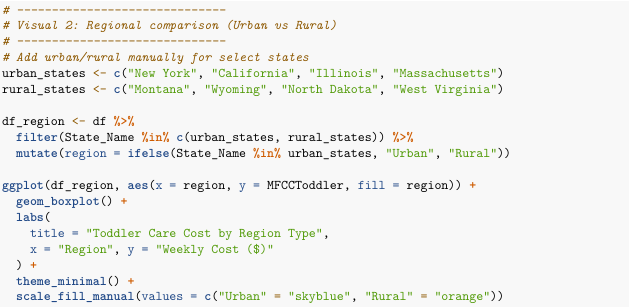 # ------------------------------
# Visual 2: Regional comparison (Urban vs Rural)
# ------------------------------
# Add urban/rural manually for select states
urban_states <- c("New York", "California", "Illinois", "Massachusetts")
rural_states <- c("Montana", "Wyoming", "North Dakota", "West Virginia")

df_region <- df %>%
  filter(State_Name %in% c(urban_states, rural_states)) %>%
  mutate(region = ifelse(State_Name %in% urban_states, "Urban", "Rural"))

ggplot(df_region, aes(x = region, y = MFCCToddler, fill = region)) +
  geom_boxplot() +
  labs(
    title = "Toddler Care Cost by Region Type",
    x = "Region", y = "Weekly Cost ($)"
  ) +
  theme_minimal() +
  scale_fill_manual(values = c("Urban" = "skyblue", "Rural" = "orange"))